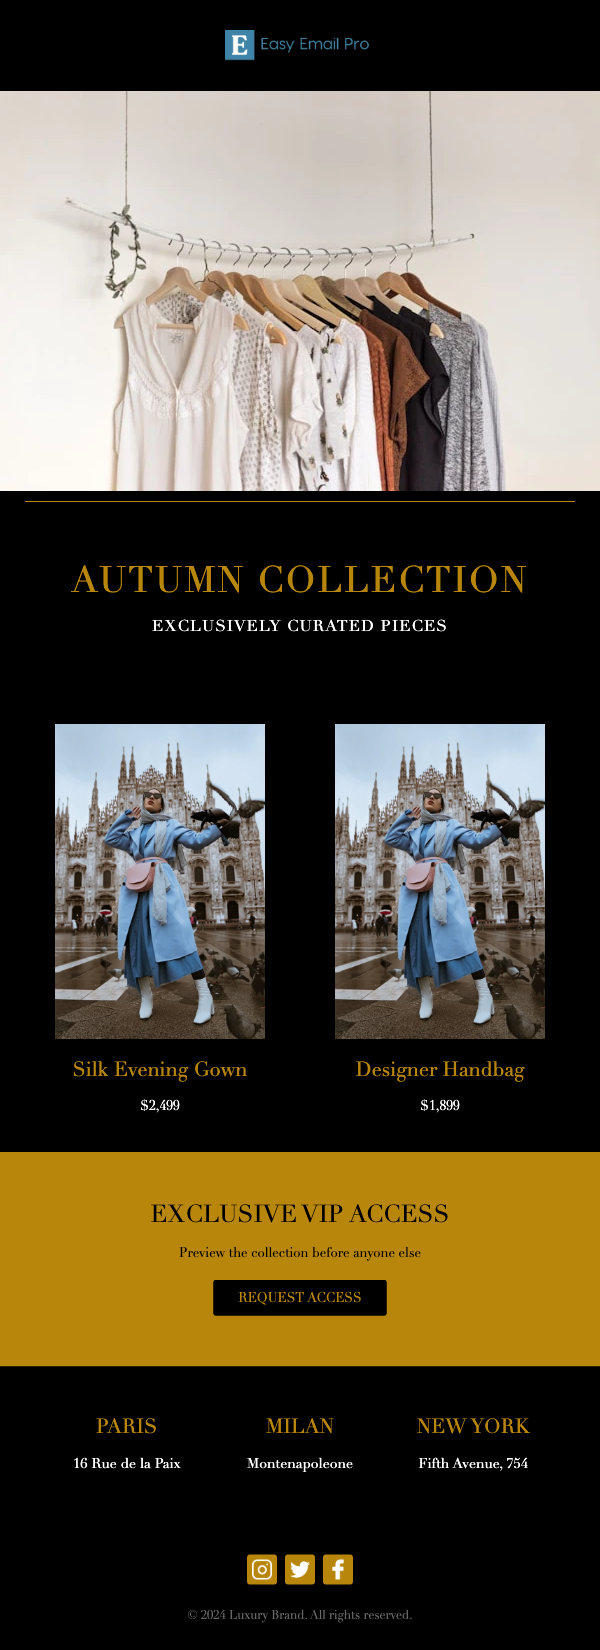 E Easy Email Pro
AUTUMN COLLECTION
EXCLUSIVELY CURATED PIECES
Silk Evening Gown
$2,499
Designer Handbag
$1,899
EXCLUSIVE VIP ACCESS
Preview the collection before anyone else
REQUEST ACCESS
PARIS
16 Rue de la Paix
MILAN
Montenapoleone
NEW YORK
Fifth Avenue, 754
© 2024 Luxury Brand. All rights reserved.